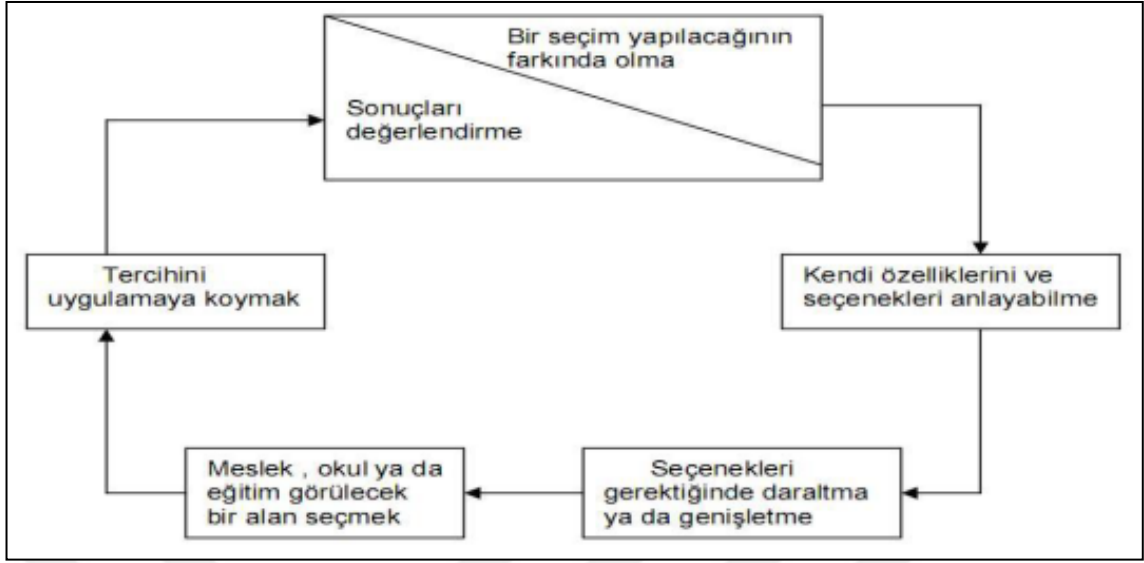 Bir seçim yapılacağının
farkında olma
Sonuçları
değerlendirme
Kendi özelliklerini ve
seçenekleri anlayabilme
Seçenekleri
gerektiğinde daraltma
ya da genişletme
Meslek , okul ya da
eğitim görülecek
bir alan seçmek
Tercihini
uygulamaya koymak